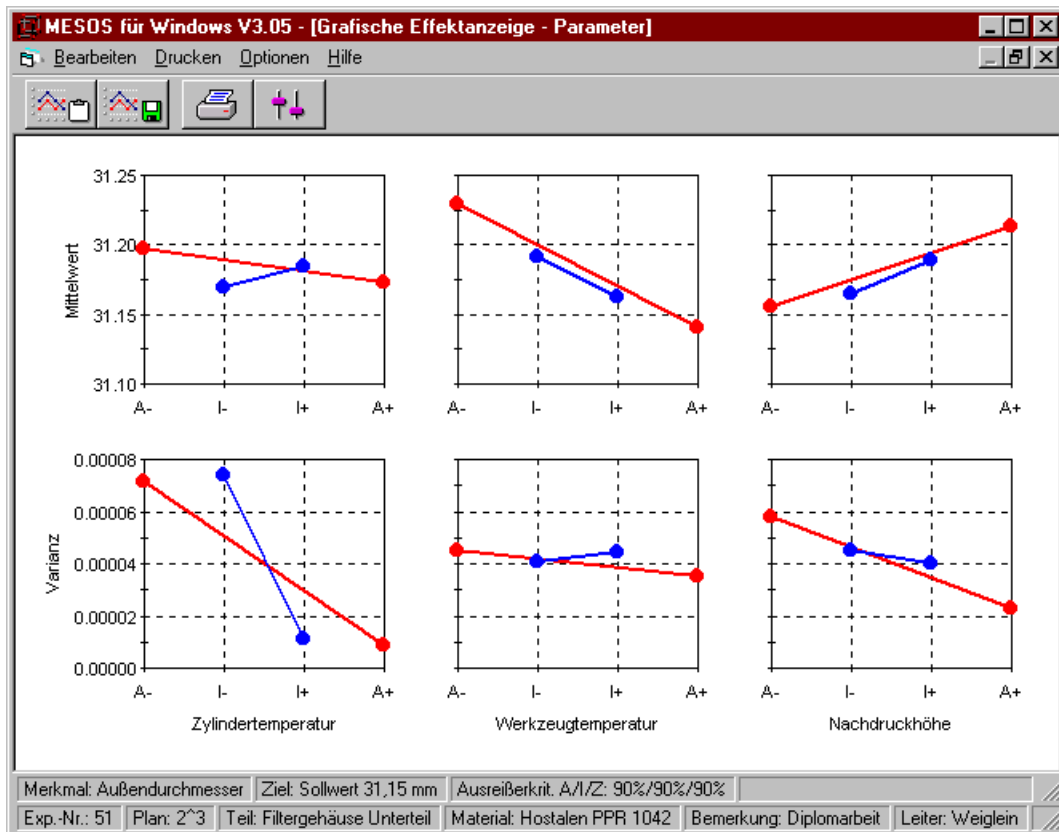 MESOS für Windows V3.05 - [Grafische Effektanzeige - Parameter]
Bearbeiten Drucken Optionen Hilfe
31.25
31.20
31.15
31.10
Mittelwert
A- I- I+ A+
A- I- I+ A+
A- I- I+ A+
0.00008
0.00006
0.00004
0.00002
0.00000
Varianz
A- I- I+ A+
A- I- I+ A+
A- I- I+ A+
Zylindertemperatur
Werkzeugtemperatur
Nachdruckhöhe
Merkmal: Außendurchmesser Ziel: Sollwert 31,15 mm Ausreißerkrit. A/I/Z: 90%/90%/90%
Exp.-Nr.: 51 Plan: 2^3 Teil: Filtergehäuse Unterteil Material: Hostalen PPR 1042 Bemerkung: Diplomarbeit Leiter: Weiglein